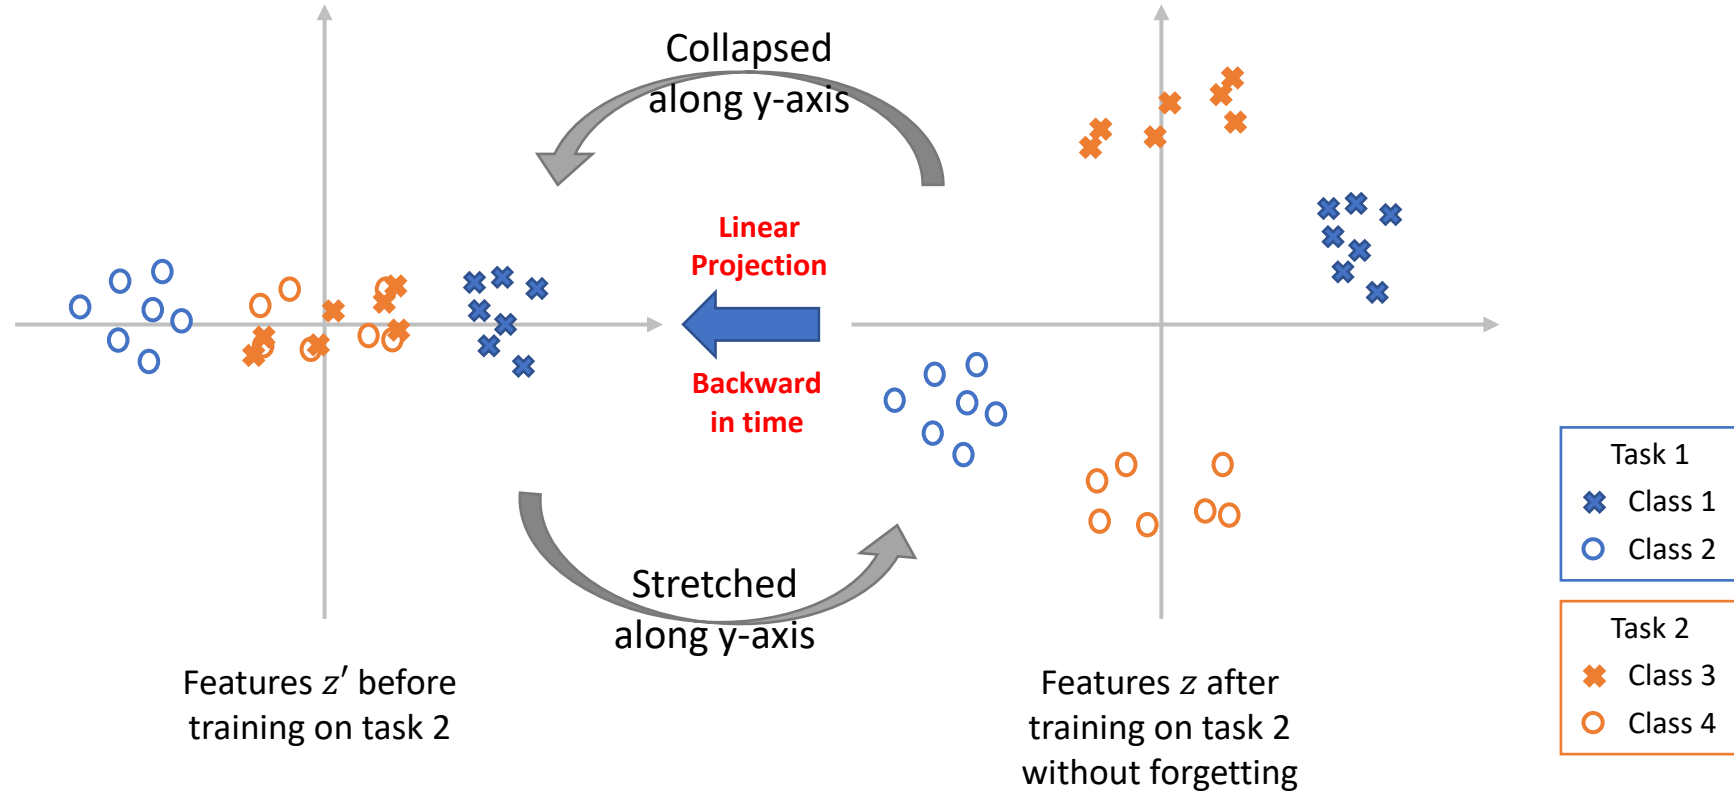 Collapsed
along y-axis
Linear
Projection
Backward
in time
Stretched
along y-axis
Features z′ before
training on task 2
Features z after
training on task 2
without forgetting
Task 1
Class 1
Class 2
Task 2
Class 3
Class 4